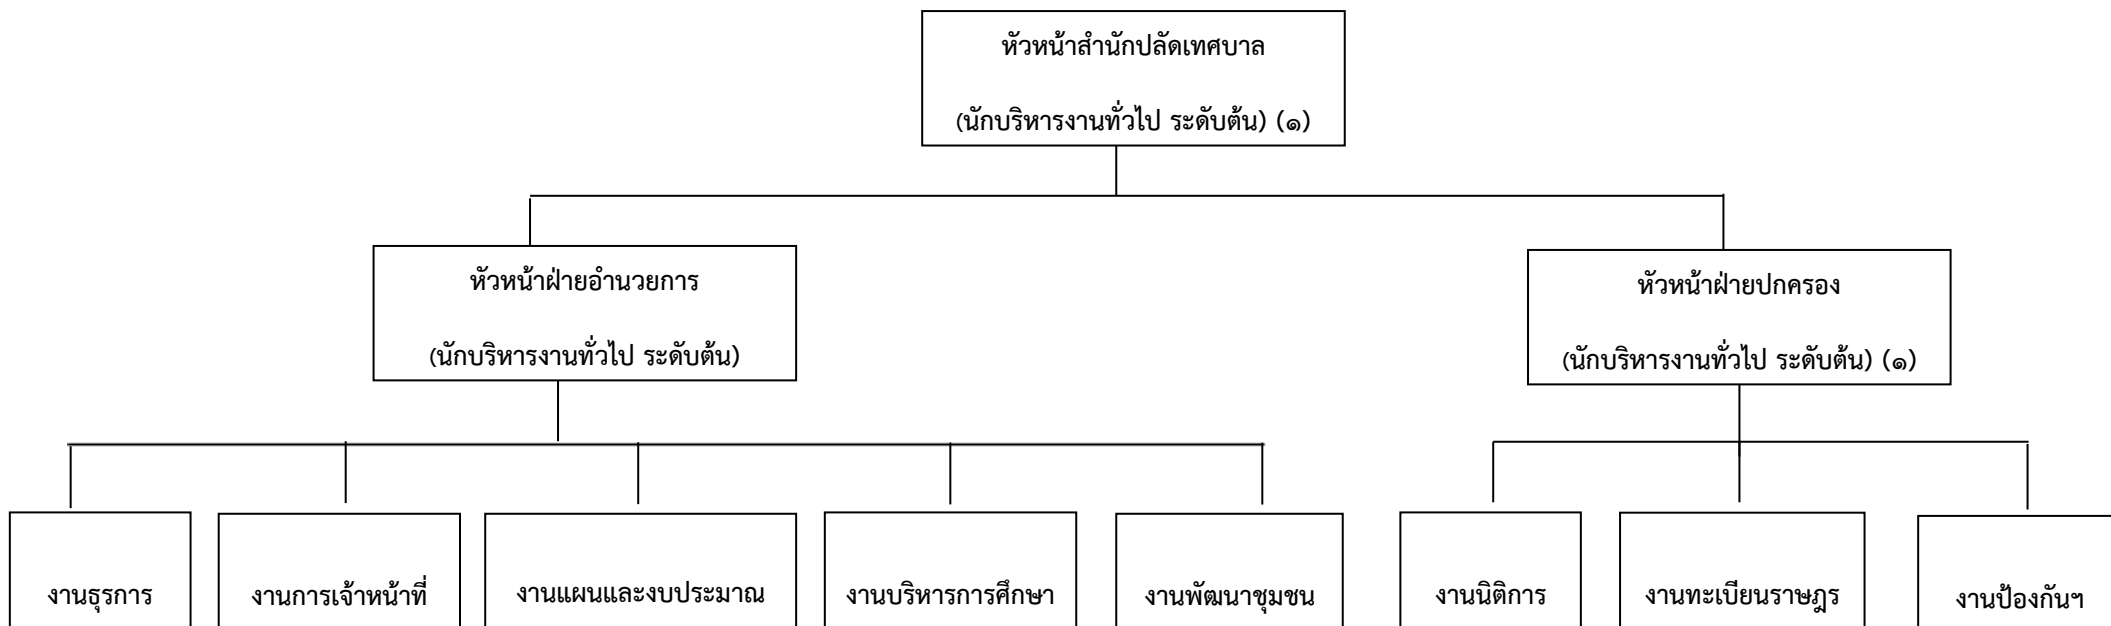 หัวหน้าสำนักปลัดเทศบาล
(นักบริหารงานทั่วไป ระดับต้น) (๑)
หัวหน้าฝ่ายอำนวยการ
(นักบริหารงานทั่วไป ระดับต้น)
หัวหน้าฝ่ายปกครอง
(นักบริหารงานทั่วไป ระดับต้น) (๑)
งานธุรการ
งานการเจ้าหน้าที่
งานแผนและงบประมาณ
งานบริหารการศึกษา
งานพัฒนาชุมชน
งานนิติการ
งานทะเบียนราษฎร
งานป้องกันฯ